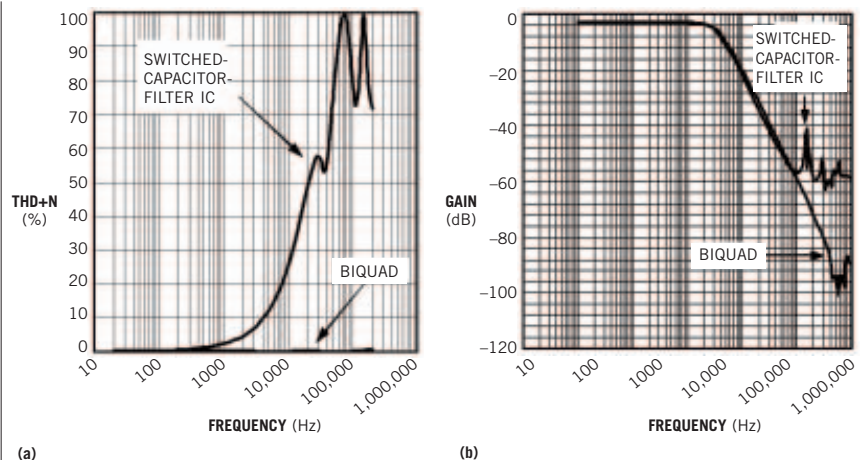 100
90
80
70
60
50
40
30
20
10
0
THD+N
(%)
SWITCHED-
CAPACITOR-
FILTER IC
BIQUAD
10
100
1000
10,000
100,000
1,000,000
FREQUENCY (Hz)
(a)
0
–20
–40
–60
–80
–100
–120
GAIN
(dB)
SWITCHED-
CAPACITOR-
FILTER IC
BIQUAD
10
100
1000
10,000
100,000
1,000,000
FREQUENCY (Hz)
(b)